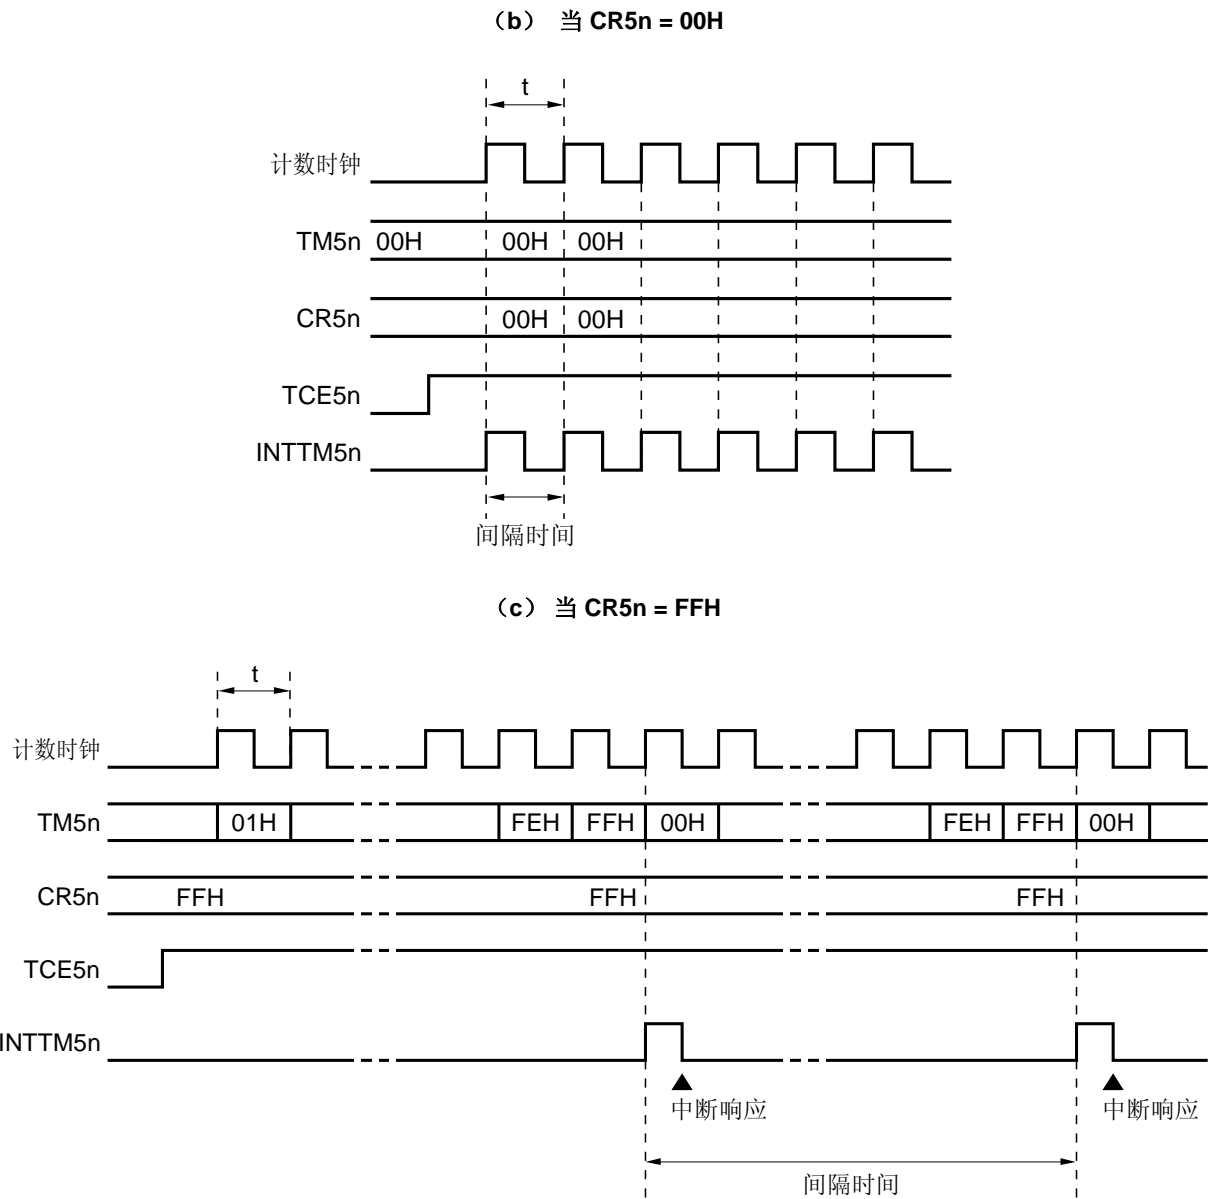 （b） 当 CR5n = 00H
t
计数时钟
TM5n 00H 00H 00H
CR5n 00H 00H
TCE5n
INTTM5n
间隔时间
（c） 当 CR5n = FFH
t
计数时钟
TM5n 01H FEH FFH 00H FEH FFH 00H
CR5n FFH FFH FFH
TCE5n
INTTM5n
中断响应 中断响应
间隔时间